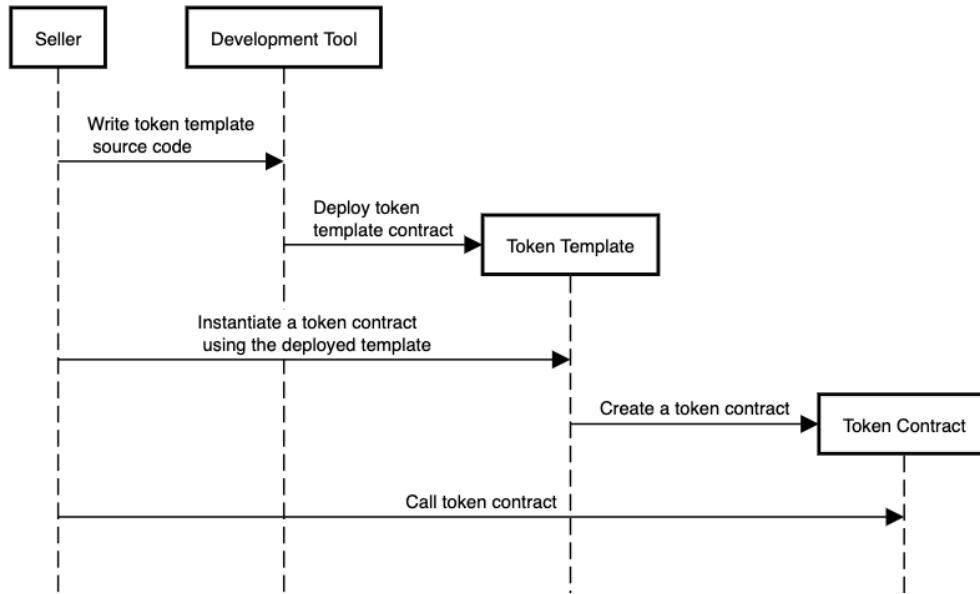 Seller
Development Tool
Write token template
source code
Deploy token
template contract
Token Template
Instantiate a token contract
using the deployed template
Create a token contract
Token Contract
Call token contract